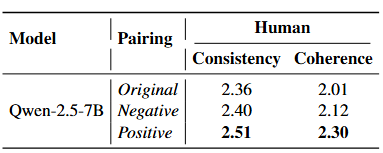 Model Pairing Human
Consistency Coherence
Original 2.36 2.01
Qwen-2.5-7B Negative 2.40 2.12
Positive 2.51 2.30